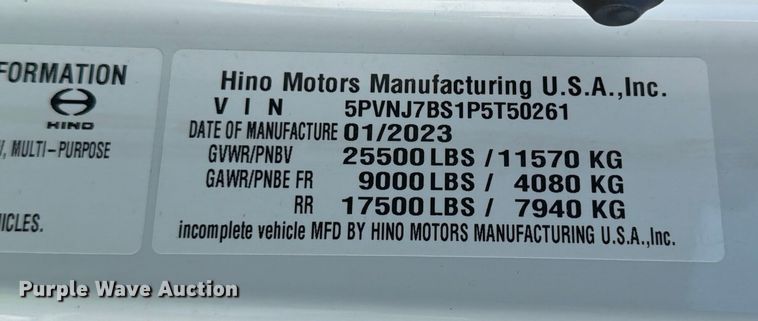 FORMATION
HINO
, MULTI-PURPOSE
ICLES.
Hino Motors Manufacturing U.S.A.,Inc.
VIN 5PVNJ7BS1P5T50261
DATE OF MANUFACTURE 01/2023
GVWR/PNBV 25500 LBS / 11570 KG
GAWR/PNBE FR 9000 LBS / 4080 KG
RR 17500 LBS / 7940 KG
incomplete vehicle MFD BY HINO MOTORS MANUFACTURING U.S.A.,Inc.
Purple Wave Auction